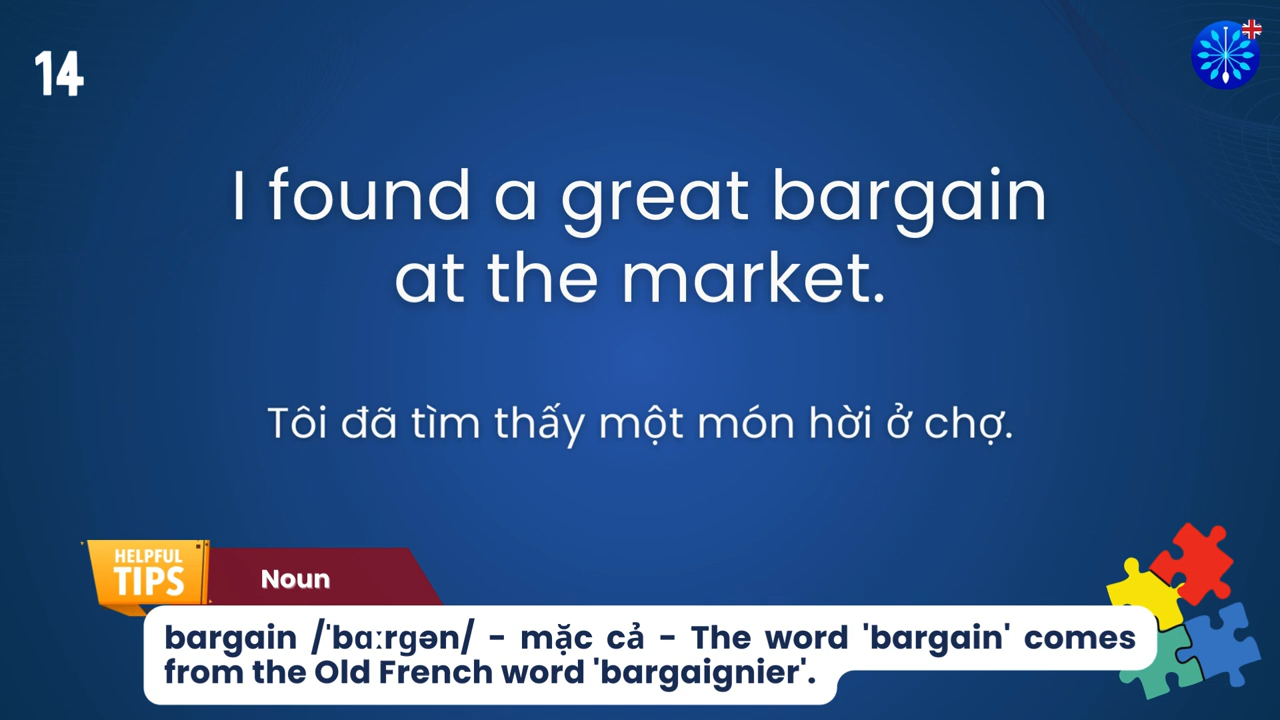 14
I found a great bargain
at the market.
Tôi đã tìm thấy một món hời ở chợ.
HELPFUL
TIPS
Noun
bargain /ˈbɑːrɡən/ - mặc cả - The word 'bargain' comes
from the Old French word 'bargaignier'.